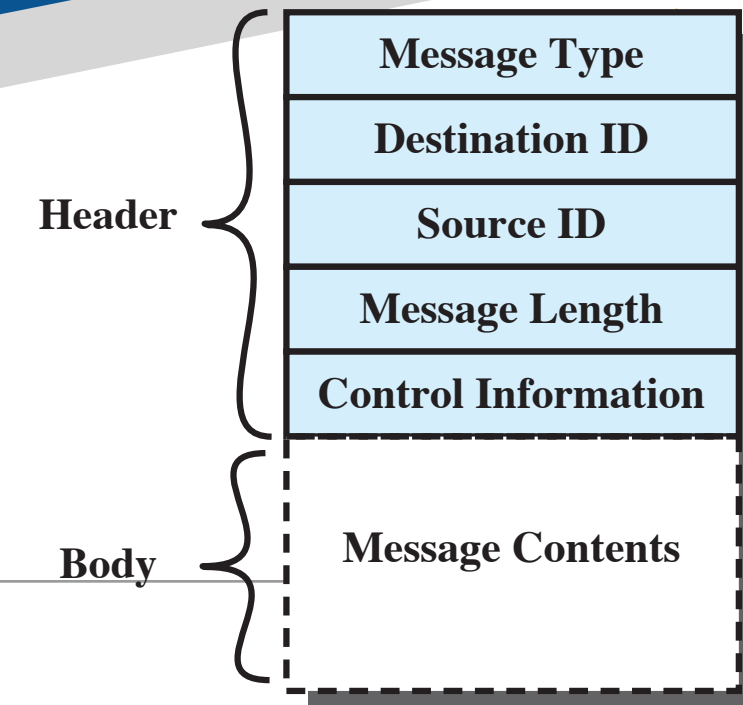 Message Type
Destination ID
Header
Source ID
Message Length
Control Information
Body
Message Contents